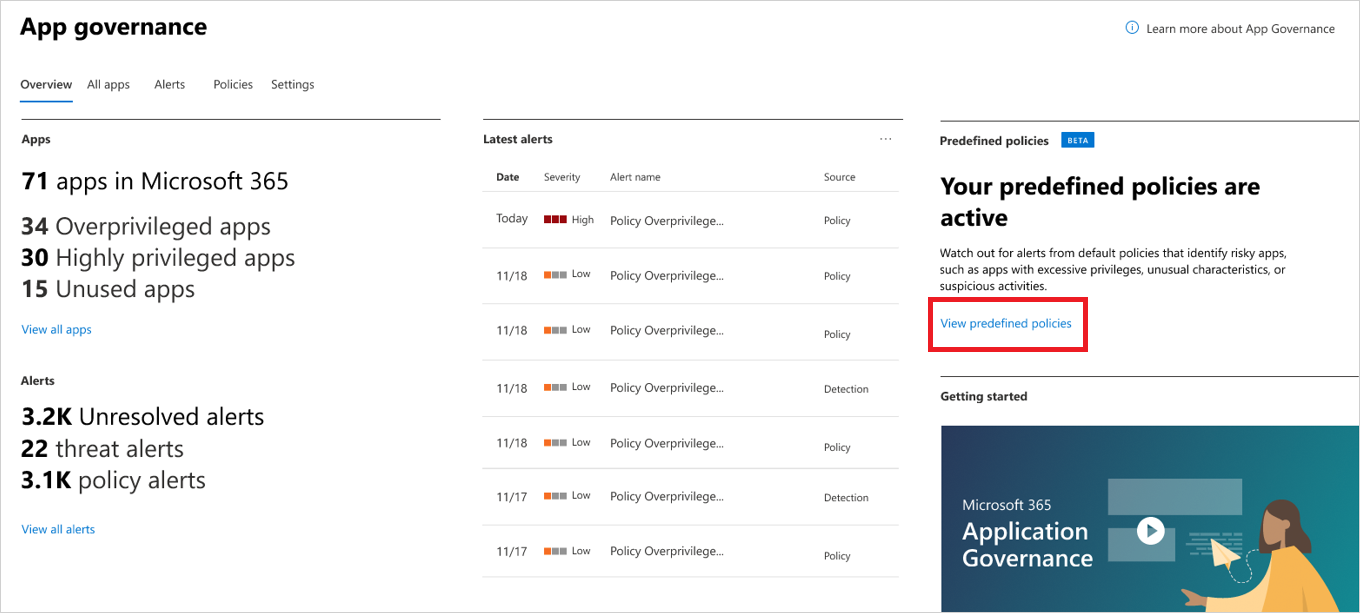 App governance
Learn more about App Governance
Overview All apps Alerts Policies Settings
Apps
71 apps in Microsoft 365
34 Overprivileged apps
30 Highly privileged apps
15 Unused apps
View all apps
Alerts
3.2K Unresolved alerts
22 threat alerts
3.1K policy alerts
View all alerts
Latest alerts ...
Date Severity Alert name Source
Today High Policy Overprivilege... Policy
11/18 Low Policy Overprivilege... Policy
11/18 Low Policy Overprivilege... Policy
11/18 Low Policy Overprivilege... Detection
11/18 Low Policy Overprivilege... Policy
11/17 Low Policy Overprivilege... Detection
11/17 Low Policy Overprivilege... Policy
Predefined policies BETA
Your predefined policies are
active
Watch out for alerts from default policies that identify risky apps,
such as apps with excessive privileges, unusual characteristics, or
suspicious activities.
View predefined policies
Getting started
Microsoft 365
Application
Governance